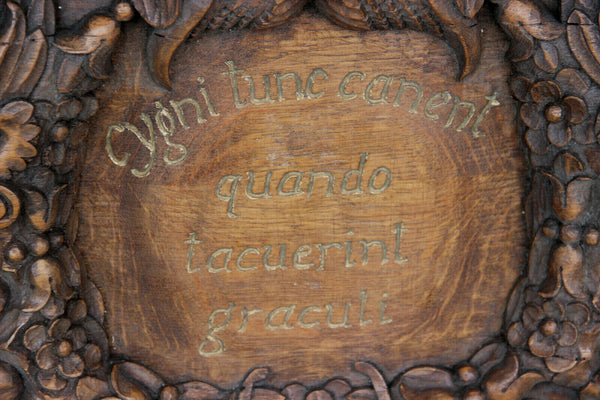 cygni tunc canent
quando
tacuerint
graculi